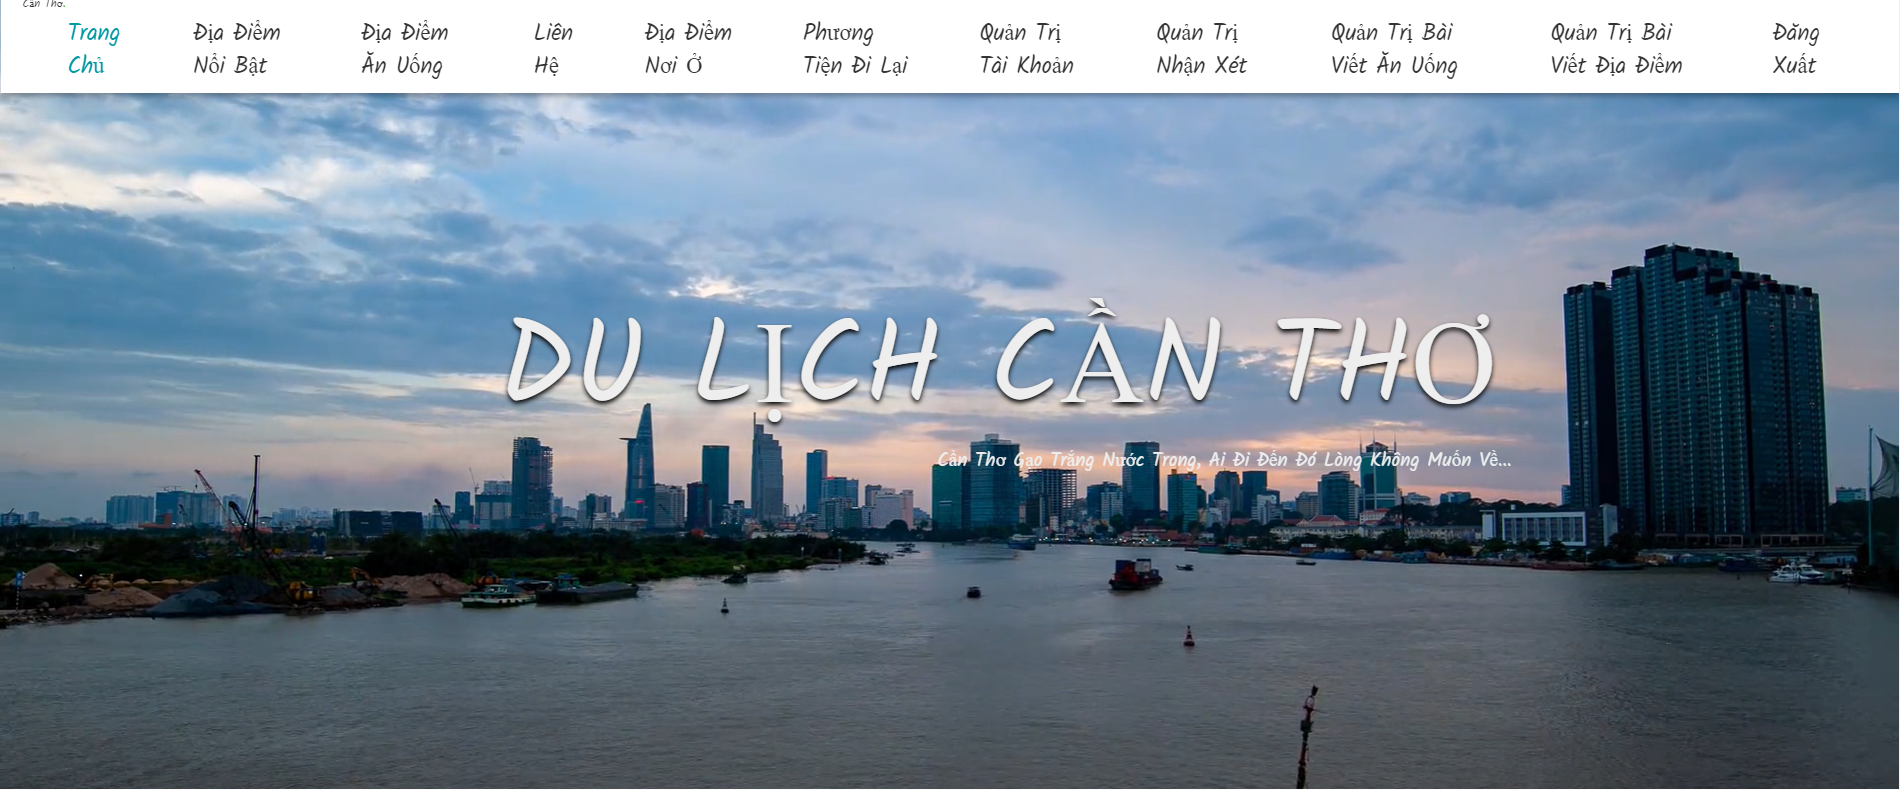 Cần Thơ.
Trang Chủ
Địa Điểm Nổi Bật
Địa Điểm Ăn Uống
Liên Hệ
Địa Điểm Nơi Ở
Phương Tiện Đi Lại
Quản Trị Tài Khoản
Quản Trị Nhận Xét
Quản Trị Bài Viết Ăn Uống
Quản Trị Bài Viết Địa Điểm
Đăng Xuất
DU LỊCH CẦN THƠ
Cần Thơ Gạo Trắng Nước Trong, Ai Đi Đến Đó Lòng Không Muốn Về...